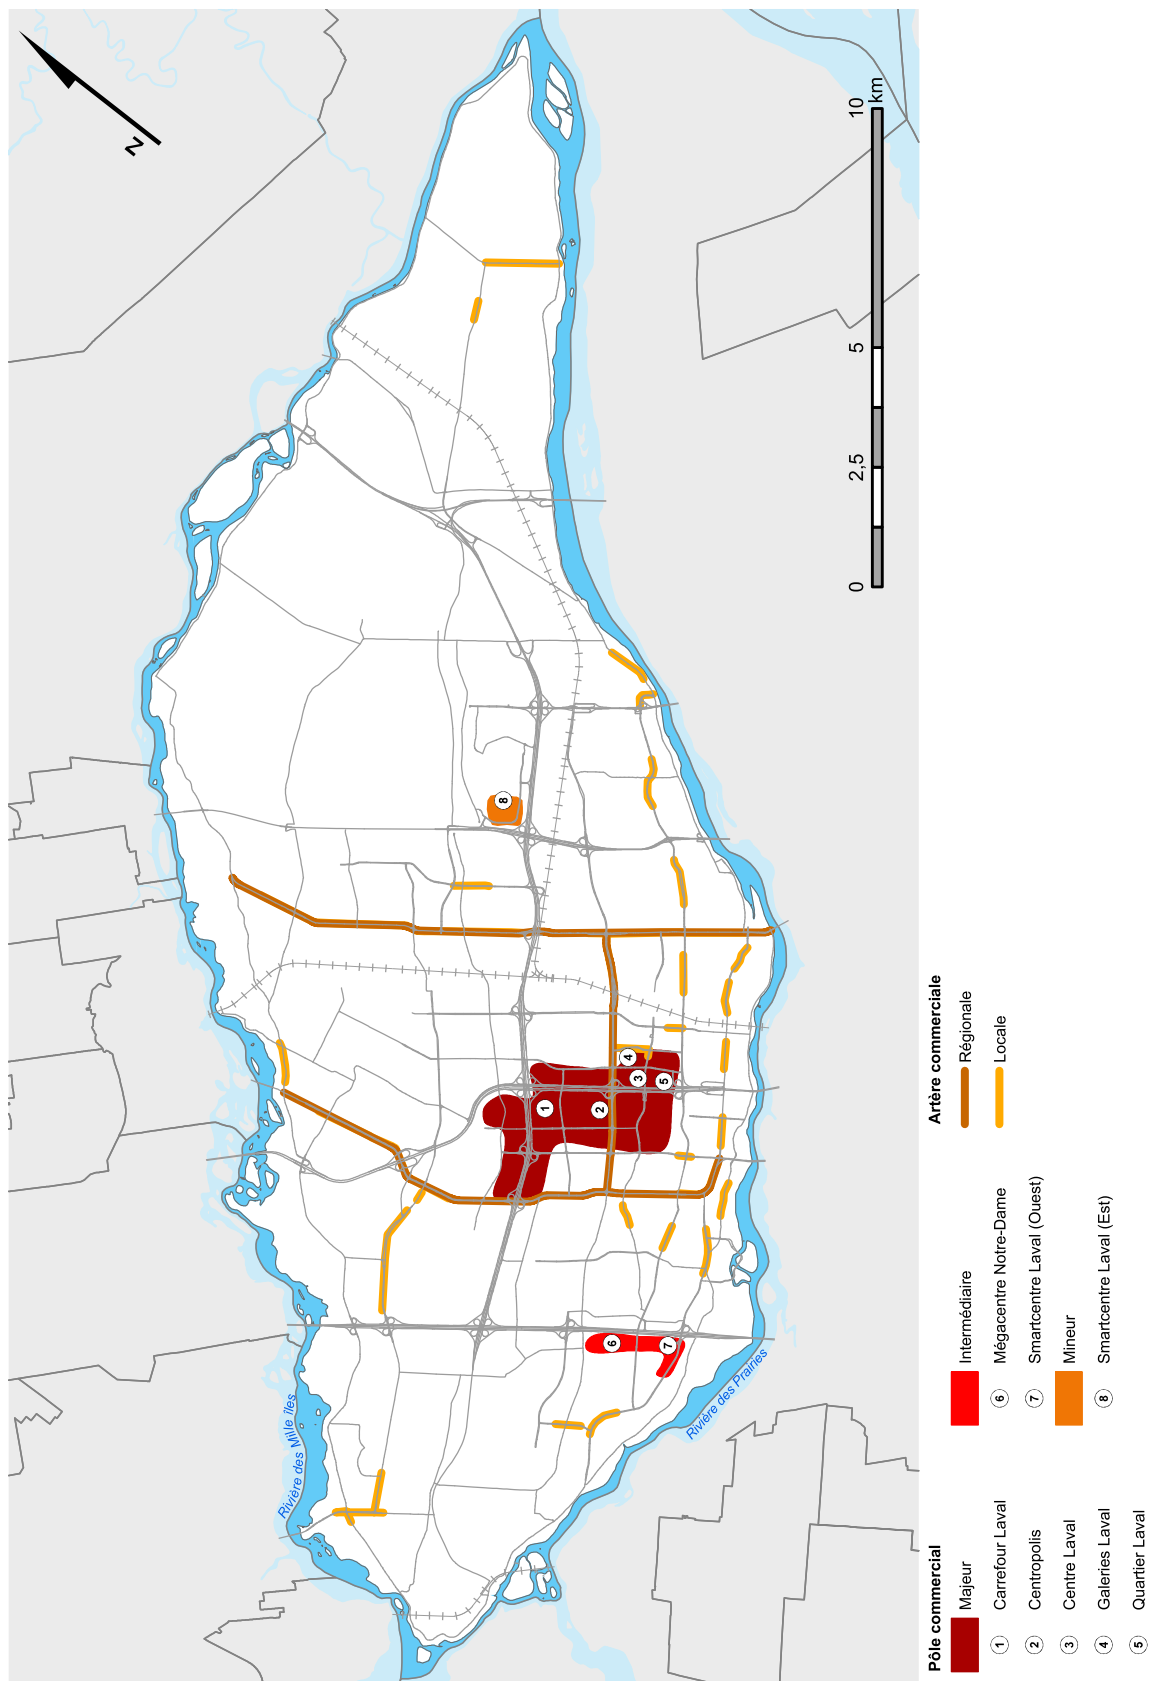 N
Rivière des Mille îles
Rivière des Prairies
0 2,5 5 10
km
Pôle commercial
Majeur
1 Carrefour Laval
2 Centropolis
3 Centre Laval
4 Galeries Laval
5 Quartier Laval
Intermédiaire
6 Mégacentre Notre-Dame
7 Smartcentre Laval (Ouest)
Mineur
8 Smartcentre Laval (Est)
Artère commerciale
Régionale
Locale
1
2
3
4
5
6
7
8